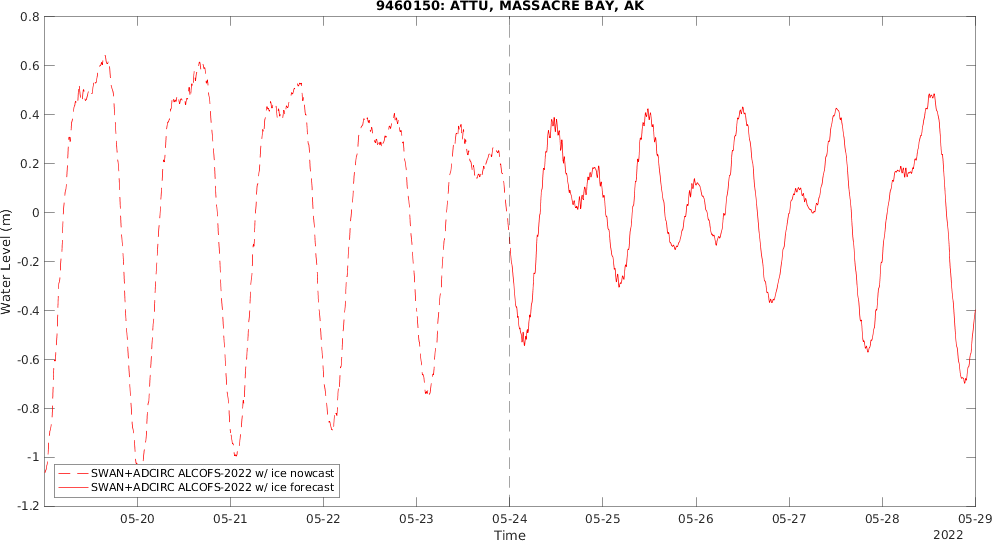 9460150: ATTU, MASSACRE BAY, AK
0.8
0.6
0.4
0.2
0
-0.2
-0.4
-0.6
-0.8
-1
-1.2
Water Level (m)
SWAN+ADCIRC ALCOFS-2022 w/ ice nowcast
SWAN+ADCIRC ALCOFS-2022 w/ ice forecast
05-20 05-21 05-22 05-23 05-24 05-25 05-26 05-27 05-28 05-29
Time
2022